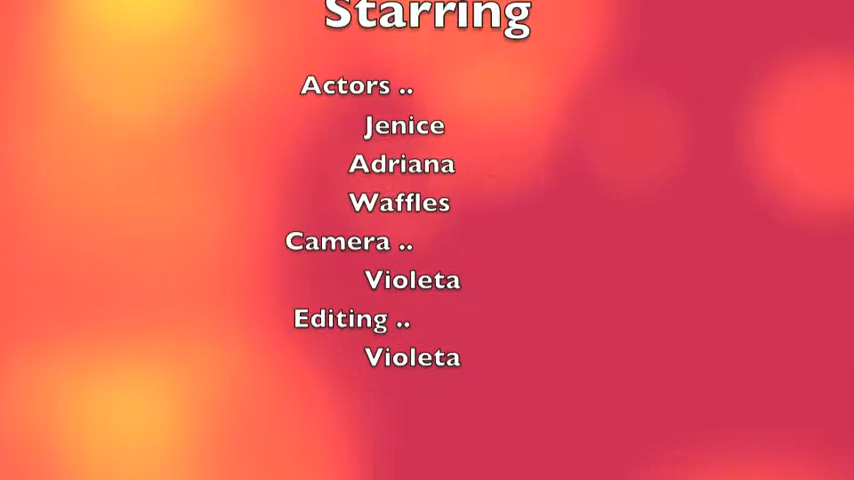 Starring
Actors ..
Jenice
Adriana
Waffles
Camera ..
Violeta
Editing ..
Violeta